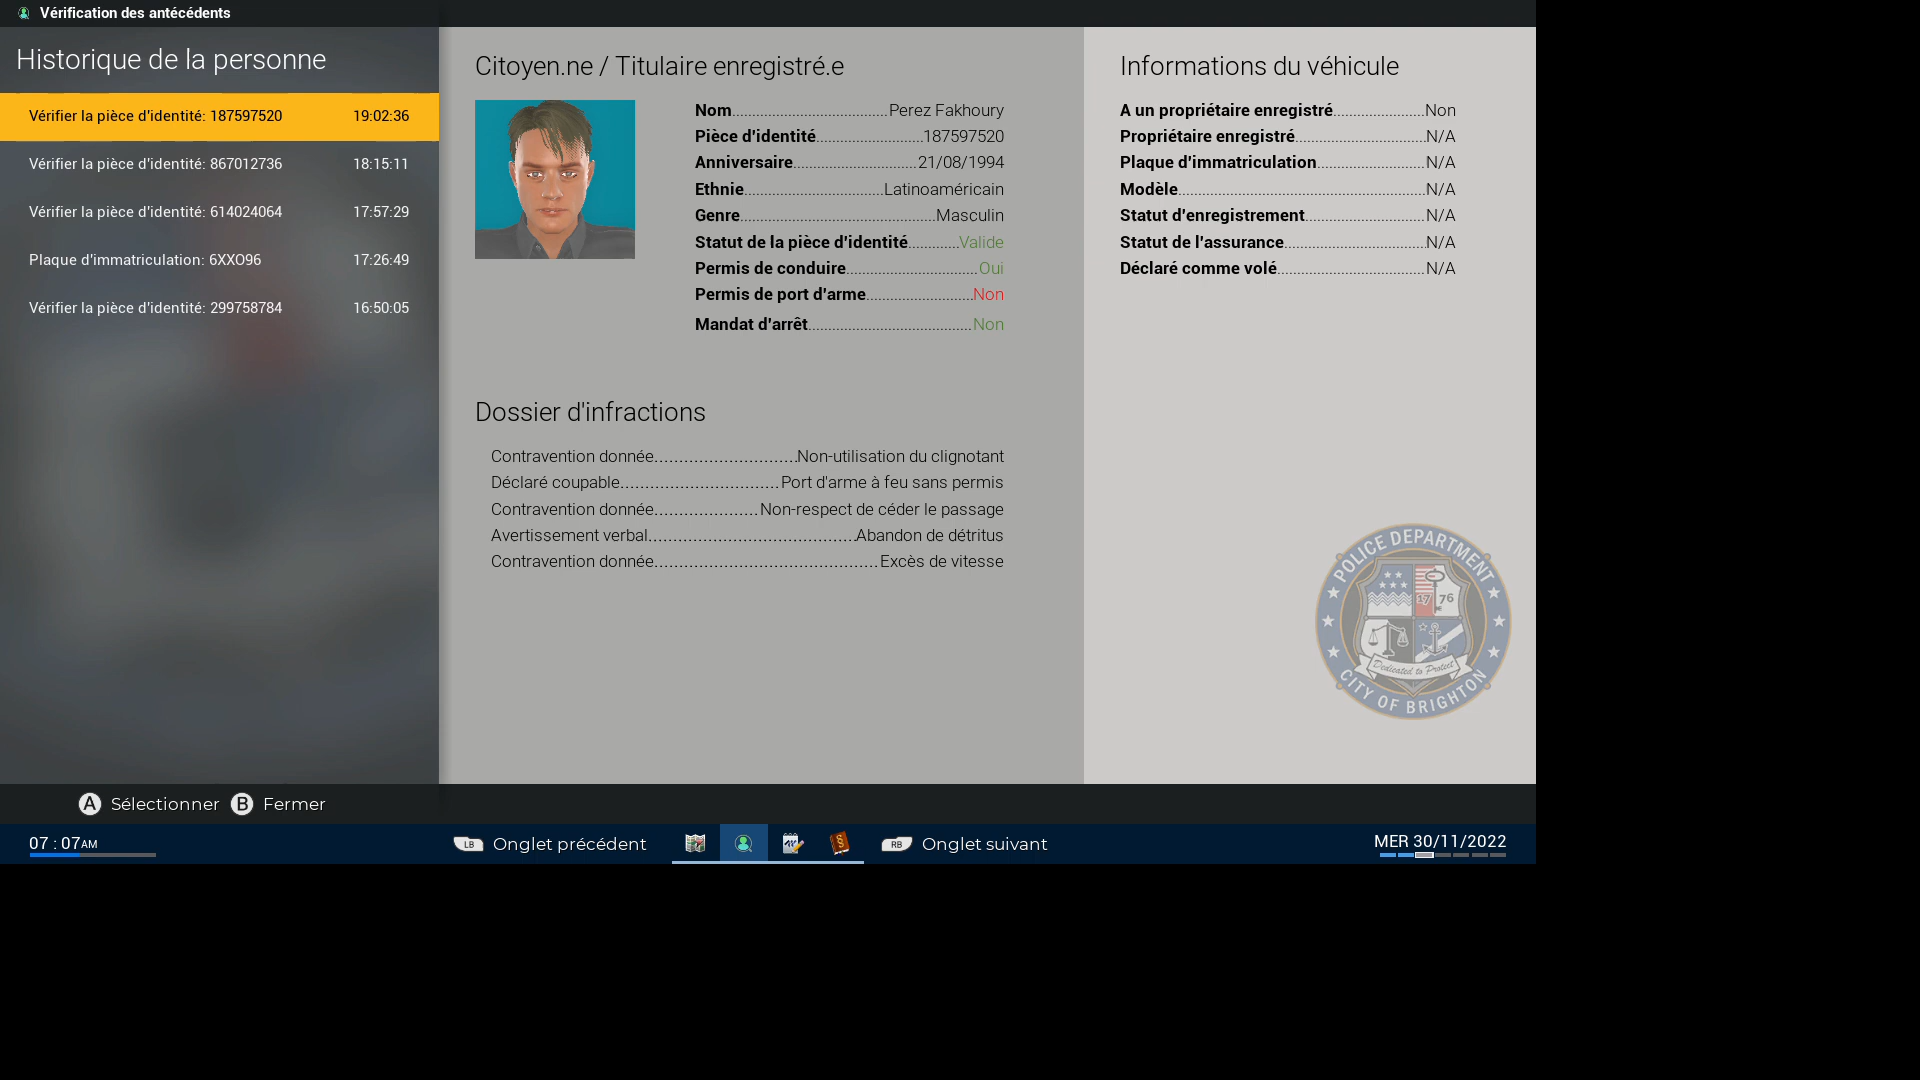 Vérification des antécédents
Historique de la personne
Vérifier la pièce d'identité: 187597520 19:02:36
Vérifier la pièce d'identité: 867012736 18:15:11
Vérifier la pièce d'identité: 614024064 17:57:29
Plaque d'immatriculation: 6XXO96 17:26:49
Vérifier la pièce d'identité: 299758784 16:50:05
Citoyen.ne / Titulaire enregistré.e
Nom Perez Fakhoury
Pièce d'identité 187597520
Anniversaire 21/08/1994
Ethnie Latinoaméricain
Genre Masculin
Statut de la pièce d'identité Valide
Permis de conduire Oui
Permis de port d'arme Non
Mandat d'arrêt Non
Dossier d'infractions
Contravention donnée Non-utilisation du clignotant
Déclaré coupable Port d'arme à feu sans permis
Contravention donnée Non-respect de céder le passage
Avertissement verbal Abandon de détritus
Contravention donnée Excès de vitesse
Informations du véhicule
A un propriétaire enregistré Non
Propriétaire enregistré N/A
Plaque d'immatriculation N/A
Modèle N/A
Statut d'enregistrement N/A
Statut de l'assurance N/A
Déclaré comme volé N/A
POLICE DEPARTMENT
17 76
Dedicated to Protect
CITY OF BRIGHTON
A Sélectionner B Fermer
07 : 07 AM
LB Onglet précédent
RB Onglet suivant
MER 30/11/2022